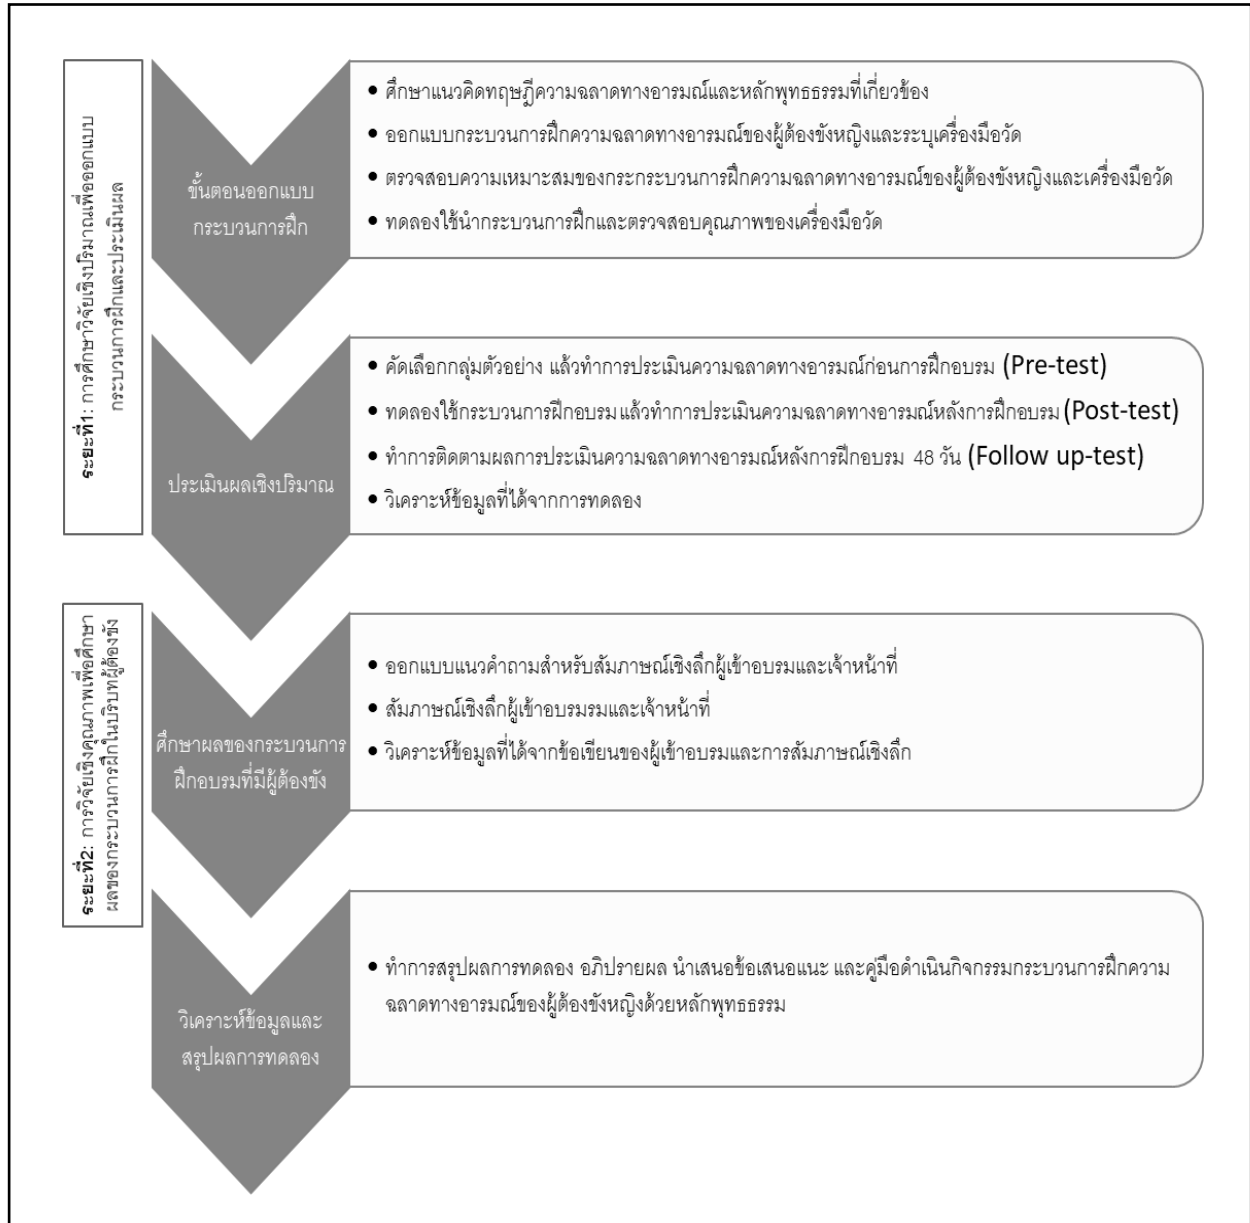 ระยะที่1: การศึกษาวิจัยเชิงปริมาณเพื่อออกแบบ
กระบวนการฝึกและประเมินผล
ขั้นตอนออกแบบ
กระบวนการฝึก
• ศึกษาแนวคิดทฤษฎีความฉลาดทางอารมณ์และหลักพุทธธรรมที่เกี่ยวข้อง
• ออกแบบกระบวนการฝึกความฉลาดทางอารมณ์ของผู้ต้องขังหญิงและระบุเครื่องมือวัด
• ตรวจสอบความเหมาะสมของกระกระบวนการฝึกความฉลาดทางอารมณ์ของผู้ต้องขังหญิงและเครื่องมือวัด
• ทดลองใช้นำกระบวนการฝึกและตรวจสอบคุณภาพของเครื่องมือวัด
ประเมินผลเชิงปริมาณ
• คัดเลือกกลุ่มตัวอย่าง แล้วทำการประเมินความฉลาดทางอารมณ์ก่อนการฝึกอบรม (Pre-test)
• ทดลองใช้กระบวนการฝึกอบรม แล้วทำการประเมินความฉลาดทางอารมณ์หลังการฝึกอบรม (Post-test)
• ทำการติดตามผลการประเมินความฉลาดทางอารมณ์หลังการฝึกอบรม 48 วัน (Follow up-test)
• วิเคราะห์ข้อมูลที่ได้จากการทดลอง
ระยะที่2: การวิจัยเชิงคุณภาพเพื่อศึกษา
ผลของกระบวนการฝึกในบริบทผู้ต้องขัง
ศึกษาผลของกระบวนการ
ฝึกอบรมที่มีผู้ต้องขัง
• ออกแบบแนวคำถามสำหรับสัมภาษณ์เชิงลึกผู้เข้าอบรมและเจ้าหน้าที่
• สัมภาษณ์เชิงลึกผู้เข้าอบรมรมและเจ้าหน้าที่
• วิเคราะห์ข้อมูลที่ได้จากข้อเขียนของผู้เข้าอบรมและการสัมภาษณ์เชิงลึก
วิเคราะห์ข้อมูลและ
สรุปผลการทดลอง
• ทำการสรุปผลการทดลอง อภิปรายผล นำเสนอข้อเสนอแนะ และคู่มือดำเนินกิจกรรมกระบวนการฝึกความ
ฉลาดทางอารมณ์ของผู้ต้องขังหญิงด้วยหลักพุทธธรรม